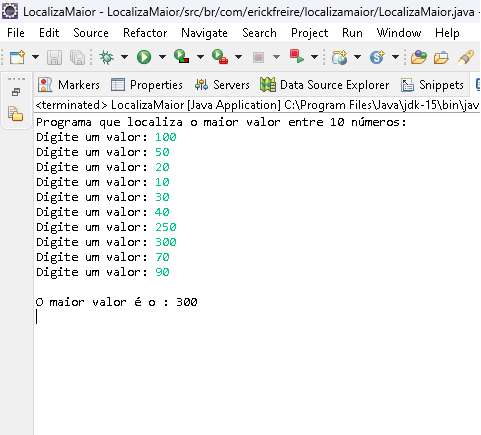 LocalizaMaior - LocalizaMaior/src/br/com/erickfreire/localizamaior/LocalizaMaior.java -
File Edit Source Refactor Navigate Search Project Run Window Help
Markers Properties Servers Data Source Explorer Snippets
<terminated> LocalizaMaior [Java Application] C:\Program Files\Java\jdk-15\bin\jav
Programa que localiza o maior valor entre 10 números:
Digite um valor: 100
Digite um valor: 50
Digite um valor: 20
Digite um valor: 10
Digite um valor: 30
Digite um valor: 40
Digite um valor: 250
Digite um valor: 300
Digite um valor: 70
Digite um valor: 90
O maior valor é o : 300